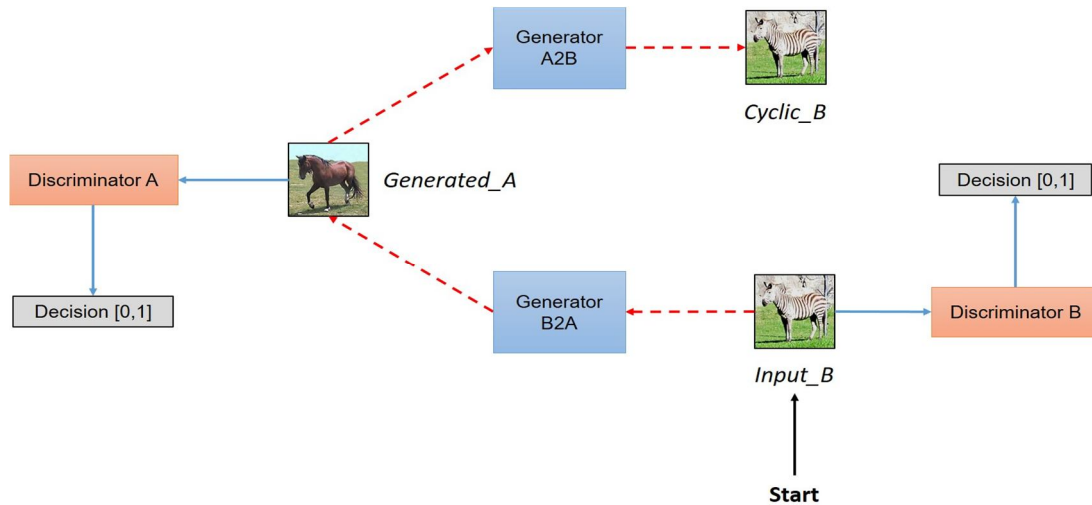 Generator
A2B
Cyclic_B
Discriminator A
Generated_A
Decision [0,1]
Decision [0,1]
Generator
B2A
Discriminator B
Input_B
Start